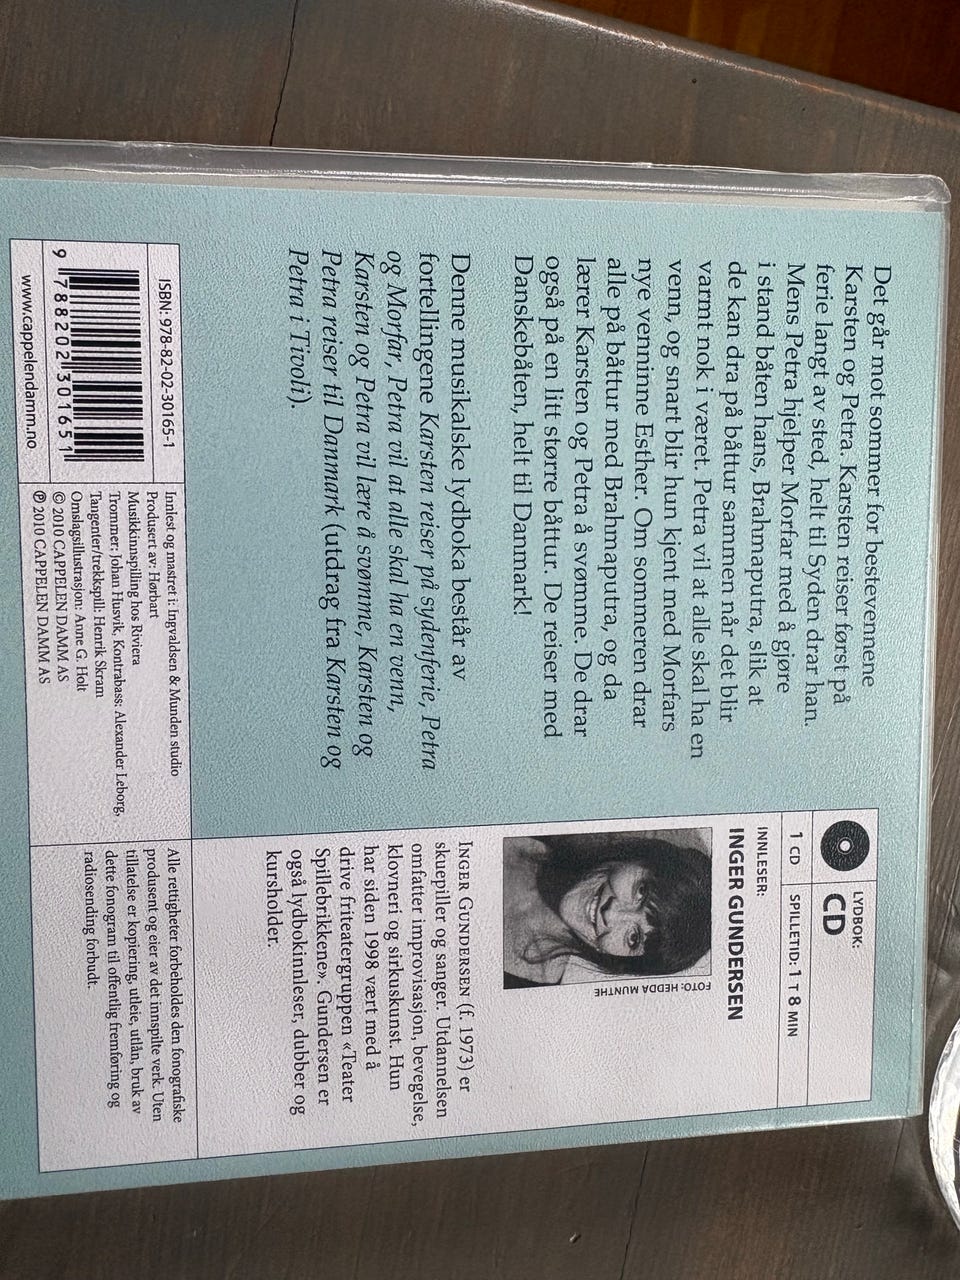 Det går mot sommer for bestevennene
Karsten og Petra. Karsten reiser først på
ferie langt av sted, helt til Syden drar han.
Mens Petra hjelper Morfar med å gjøre
i stand båten hans, Brahmaputra, slik at
de kan dra på båttur sammen når det blir
varmt nok i været. Petra vil at alle skal ha en
venn, og snart blir hun kjent med Morfars
nye venninne Esther. Om sommeren drar
alle på båttur med Brahmaputra, og da
lærer Karsten og Petra å svømme. De drar
også på en litt større båttur. De reiser med
Danskebåten, helt til Danmark!
Denne musikalske lydboka består av
fortellingene Karsten reiser på sydenferie, Petra
og Morfar, Petra vil at alle skal ha en venn,
Karsten og Petra vil lære å svømme, Karsten og
Petra reiser til Danmark (utdrag fra Karsten og
Petra i Tivoli).
LYDBOK:
CD
1 CD
SPILLETID: 1 T 8 MIN
INNLESER:
INGER GUNDERSEN
FOTO: HEDDA MUNTHE
INGER GUNDERSEN (f. 1973) er
skuepiller og sanger. Utdannelsen
omfatter improvisasjon, bevegelse,
klovneri og sirkuskunst. Hun
har siden 1998 vært med å
drive friteatergruppen «Teater
Spillebrikkene». Gundersen er
også lydbokinnleser, dubber og
kursholder.
ISBN: 978-82-02-30165-1
9 788202 301651
www.cappelendamm.no
Innlest og mastret i: Ingvaldsen & Munden studio
Produsert av: Hørbart
Musikkinnspilling hos Riviera
Trommer: Johan Husvik, Kontrabass: Alexander Leborg,
Tangenter/trekkspill: Henrik Skram
Omslagsillustrasjon: Anne G. Holt
© 2010 CAPPELEN DAMM AS
℗ 2010 CAPPELEN DAMM AS
Alle rettigheter forbeholdes den fonografiske
produsent og eier av det innspilte verk. Uten
tillatelse er kopiering, utleie, utlån, bruk av
dette fonogram til offentlig fremføring og
radiosending forbudt.